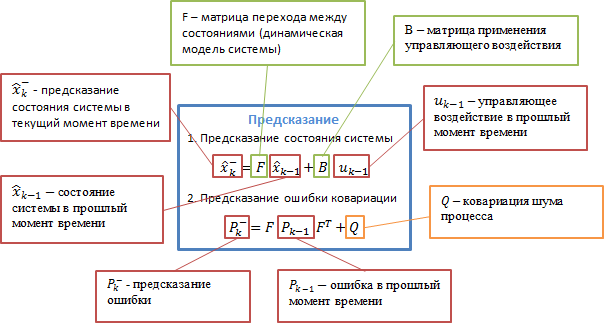 F – матрица перехода между
состояниями (динамическая
модель системы)
B – матрица применения
управляющего воздействия
x̂ₖ⁻ - предсказание
состояния системы в
текущий момент времени
uₖ₋₁ – управляющее
воздействие в прошлый
момент времени
Предсказание
1. Предсказание состояния системы
x̂ₖ⁻ = F x̂ₖ₋₁ + B uₖ₋₁
2. Предсказание ошибки ковариации
Pₖ⁻ = F Pₖ₋₁ Fᵀ + Q
x̂ₖ₋₁ – состояние
системы в прошлый
момент времени
Q – ковариация шума
процесса
Pₖ⁻ - предсказание
ошибки
Pₖ₋₁ – ошибка в прошлый
момент времени